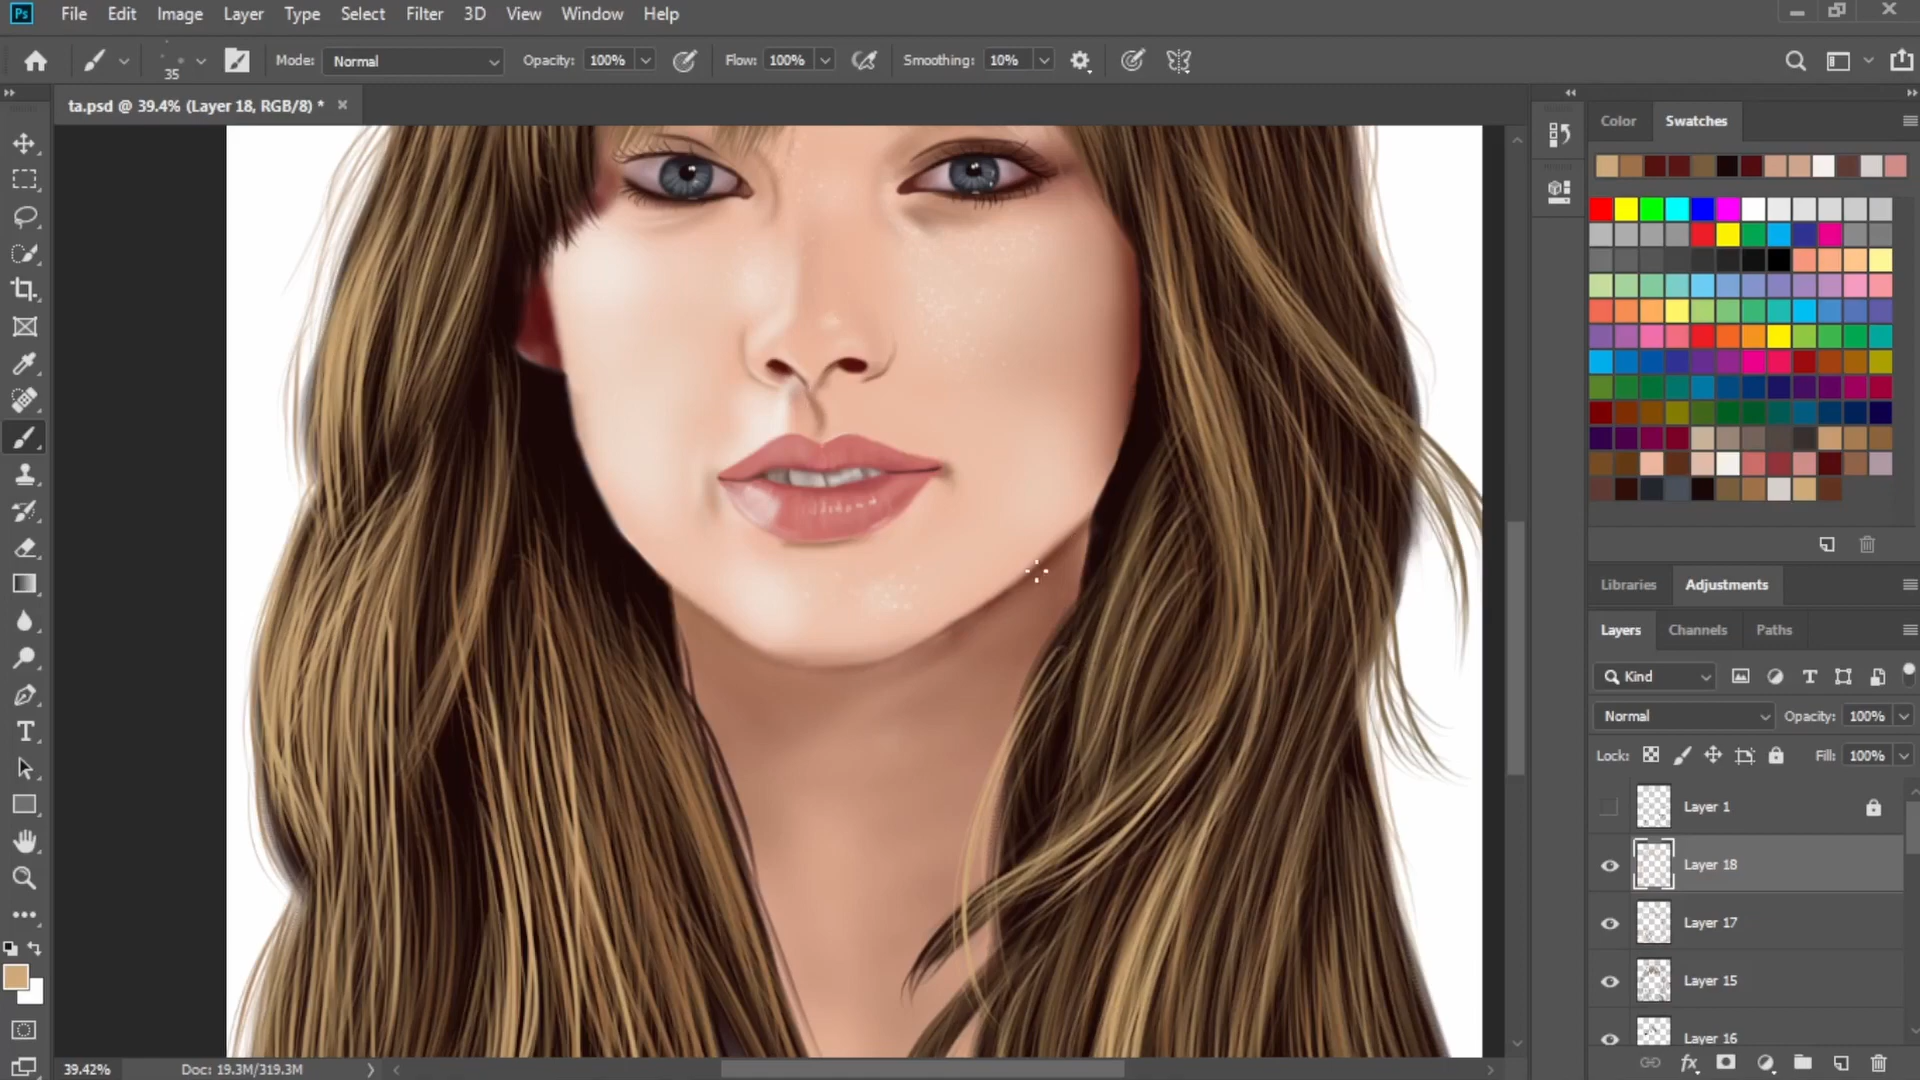 Ps File Edit Image Layer Type Select Filter 3D View Window Help
35 Mode: Normal Opacity: 100% Flow: 100% Smoothing: 10%
ta.psd @ 39.4% (Layer 18, RGB/8) *
Color Swatches
Libraries Adjustments
Layers Channels Paths
Kind
Normal Opacity: 100%
Lock: Fill: 100%
Layer 1
Layer 18
Layer 17
Layer 15
Layer 16
fx
39.42% Doc: 19.3M/319.3M